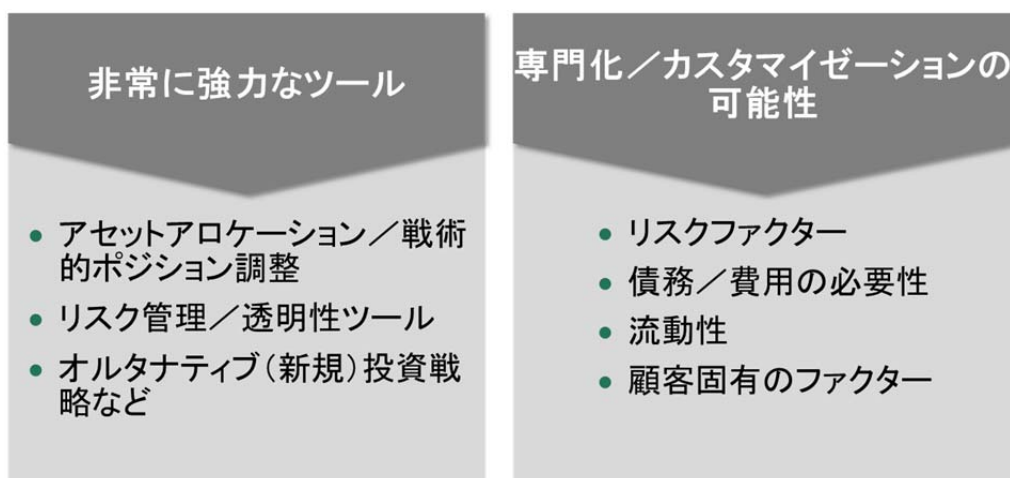 非常に強力なツール
• アセットアロケーション／戦術
的ポジション調整
• リスク管理／透明性ツール
• オルタナティブ（新規）投資戦
略など
専門化／カスタマイゼーションの
可能性
• リスクファクター
• 債務／費用の必要性
• 流動性
• 顧客固有のファクター